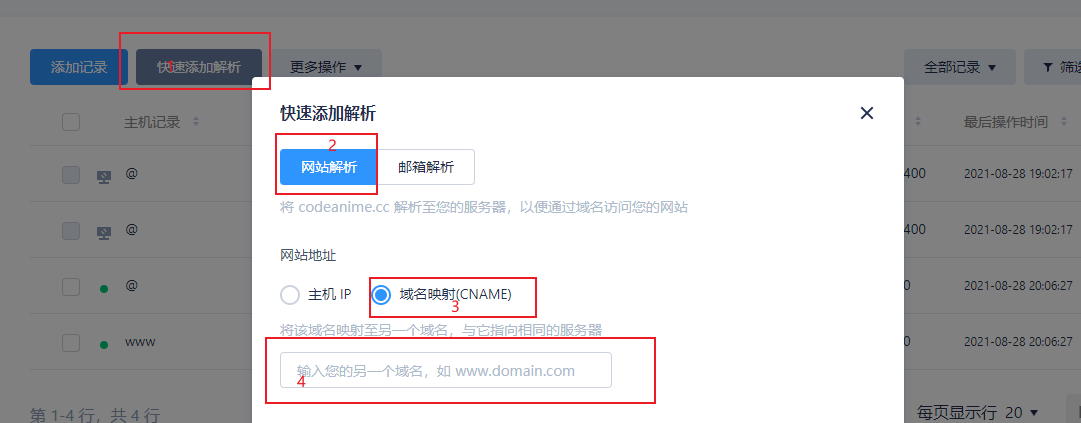 添加记录 快速添加解析 1 更多操作 全部记录 筛选
快速添加解析
主机记录 最后操作时间
2
网站解析 邮箱解析
@ 400 2021-08-28 19:02:17
将 codeanime.cc 解析至您的服务器，以便通过域名访问您的网站
@ 400 2021-08-28 19:02:17
网站地址
@ 0 2021-08-28 20:06:27
主机 IP 域名映射(CNAME)
3
将该域名映射至另一个域名，与它指向相同的服务器
www 0 2021-08-28 20:06:27
输入您的另一个域名，如 www.domain.com
4
第 1-4 行，共 4 行 每页显示行 20